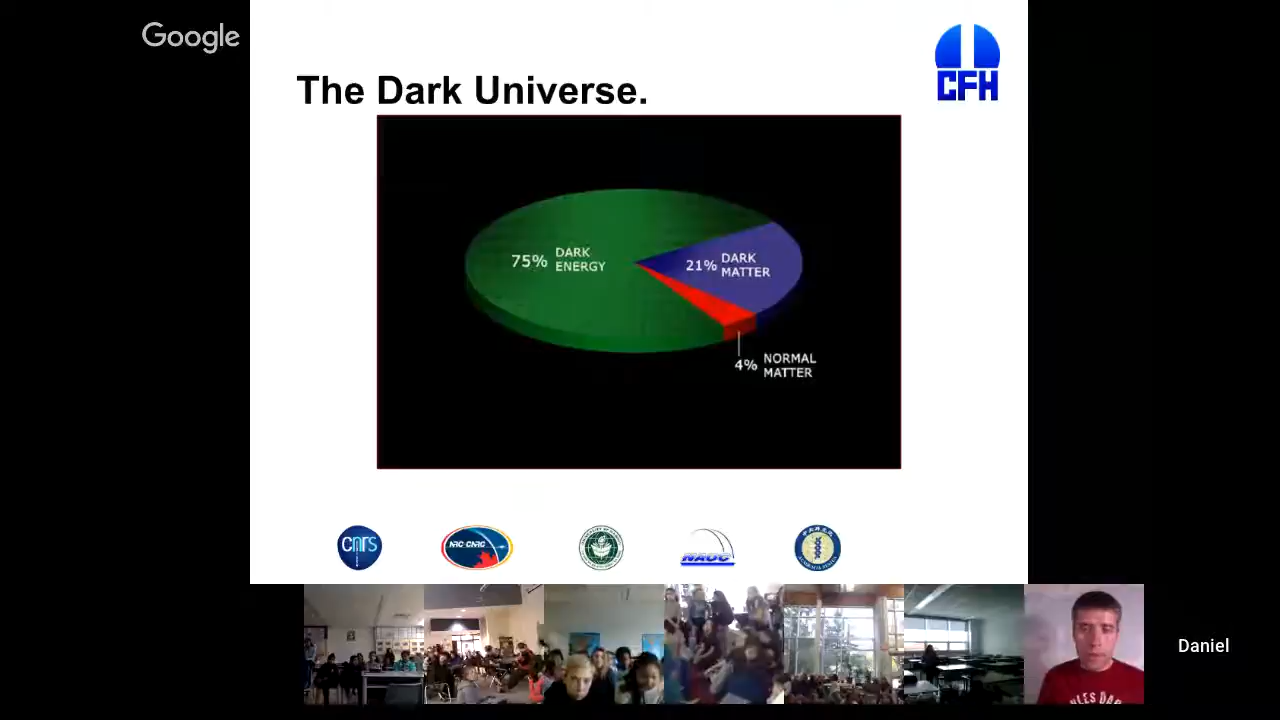 Google
CFH
The Dark Universe.
75% DARK
ENERGY
21% DARK
MATTER
4% NORMAL
MATTER
cnrs
NRC-CNRC
NAOC
Daniel